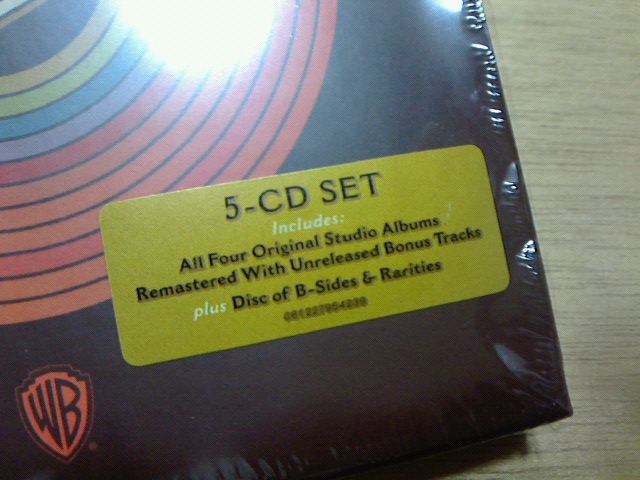 5-CD SET
Includes:
All Four Original Studio Albums
Remastered With Unreleased Bonus Tracks
plus Disc of B-Sides & Rarities
081227954239
WB